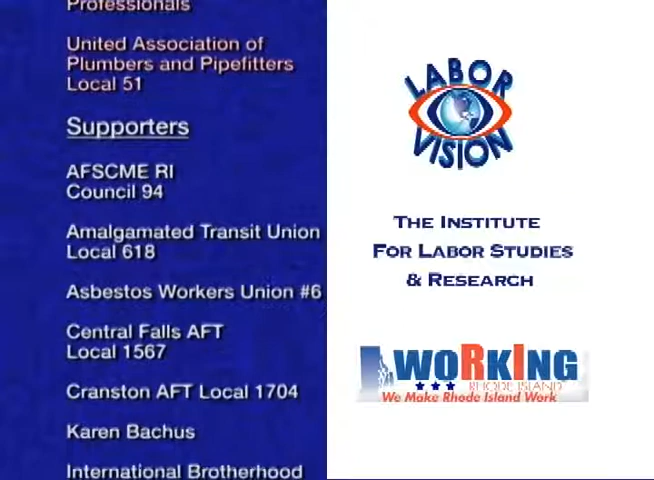 Professionals
United Association of
Plumbers and Pipefitters
Local 51
Supporters
AFSCME RI
Council 94
Amalgamated Transit Union
Local 618
Asbestos Workers Union #6
Central Falls AFT
Local 1567
Cranston AFT Local 1704
Karen Bachus
International Brotherhood
LABOR
VISION
THE INSTITUTE
FOR LABOR STUDIES
& RESEARCH
WORKING
RHODE ISLAND
We Make Rhode Island Work